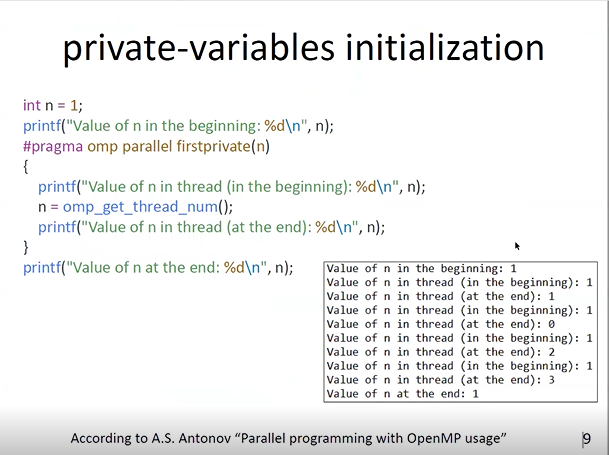 private-variables initialization
int n = 1;
printf("Value of n in the beginning: %d\n", n);
#pragma omp parallel firstprivate(n)
{
printf("Value of n in thread (in the beginning): %d\n", n);
n = omp_get_thread_num();
printf("Value of n in thread (at the end): %d\n", n);
}
printf("Value of n at the end: %d\n", n);
Value of n in the beginning: 1
Value of n in thread (in the beginning): 1
Value of n in thread (at the end): 1
Value of n in thread (in the beginning): 1
Value of n in thread (at the end): 0
Value of n in thread (in the beginning): 1
Value of n in thread (at the end): 2
Value of n in thread (in the beginning): 1
Value of n in thread (at the end): 3
Value of n at the end: 1
According to A.S. Antonov “Parallel programming with OpenMP usage”
9